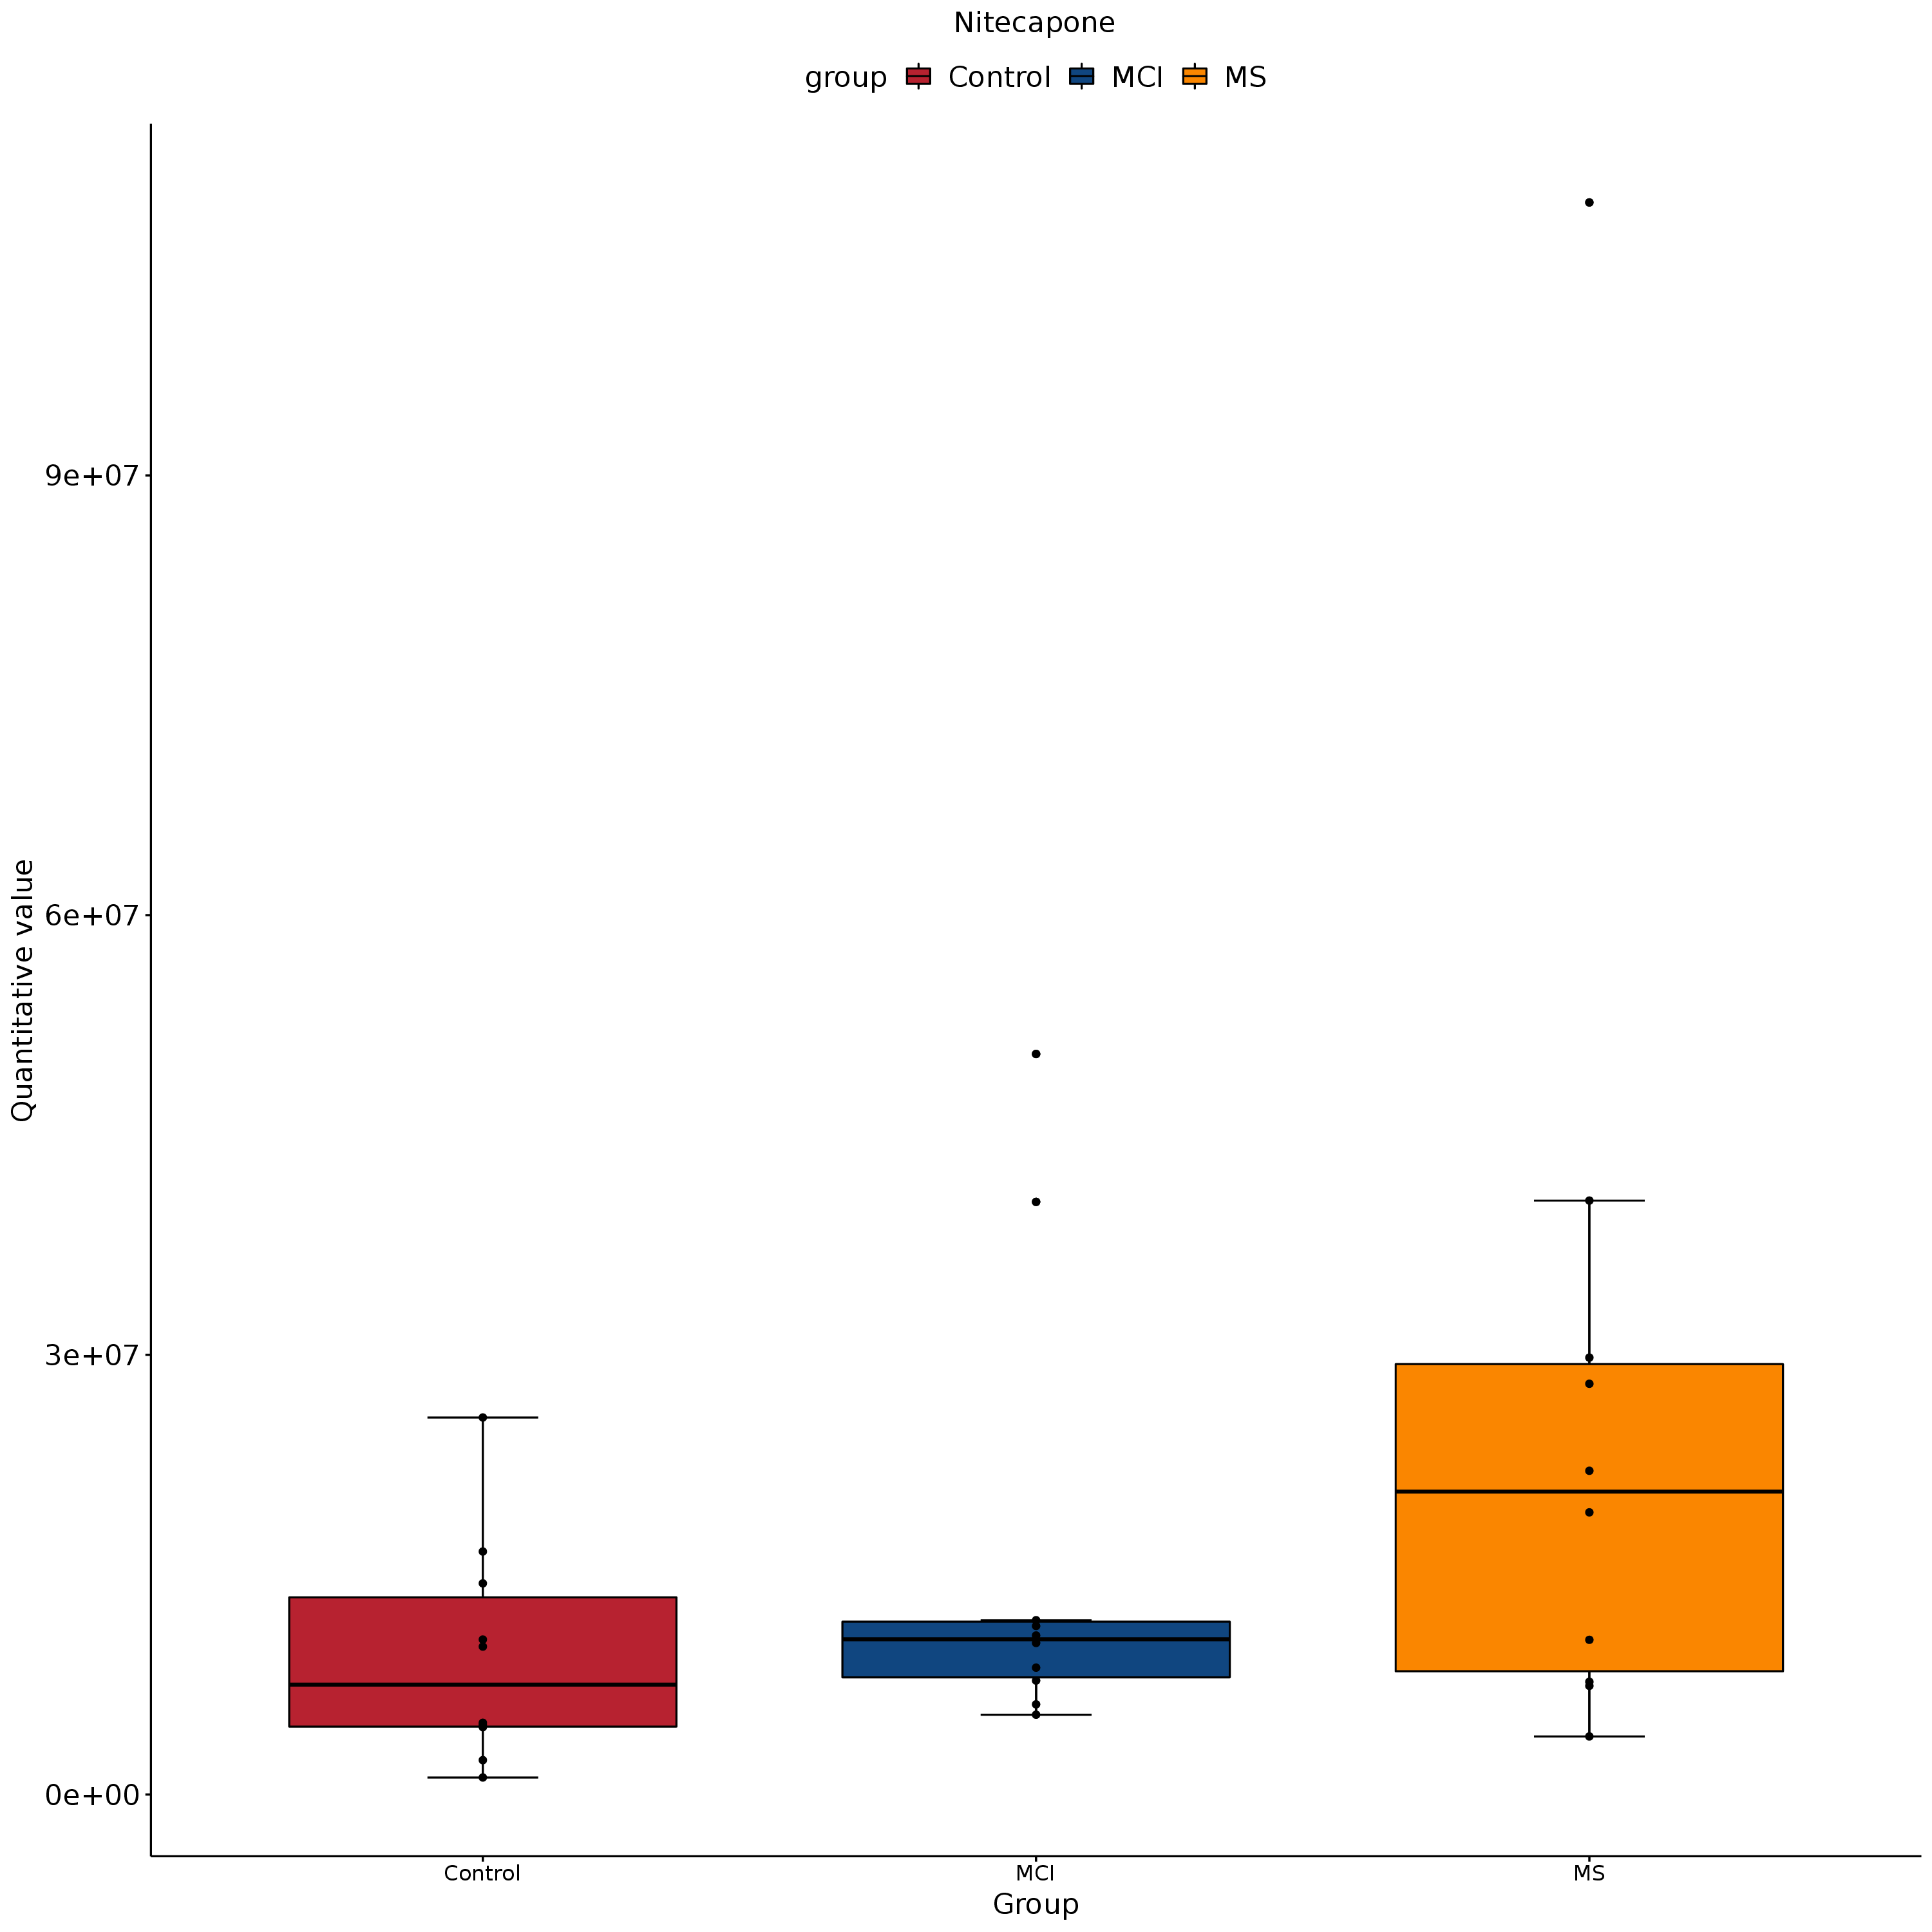 Nitecapone
group Control MCI MS
Quantitative value
9e+07
6e+07
3e+07
0e+00
Control MCI MS
Group